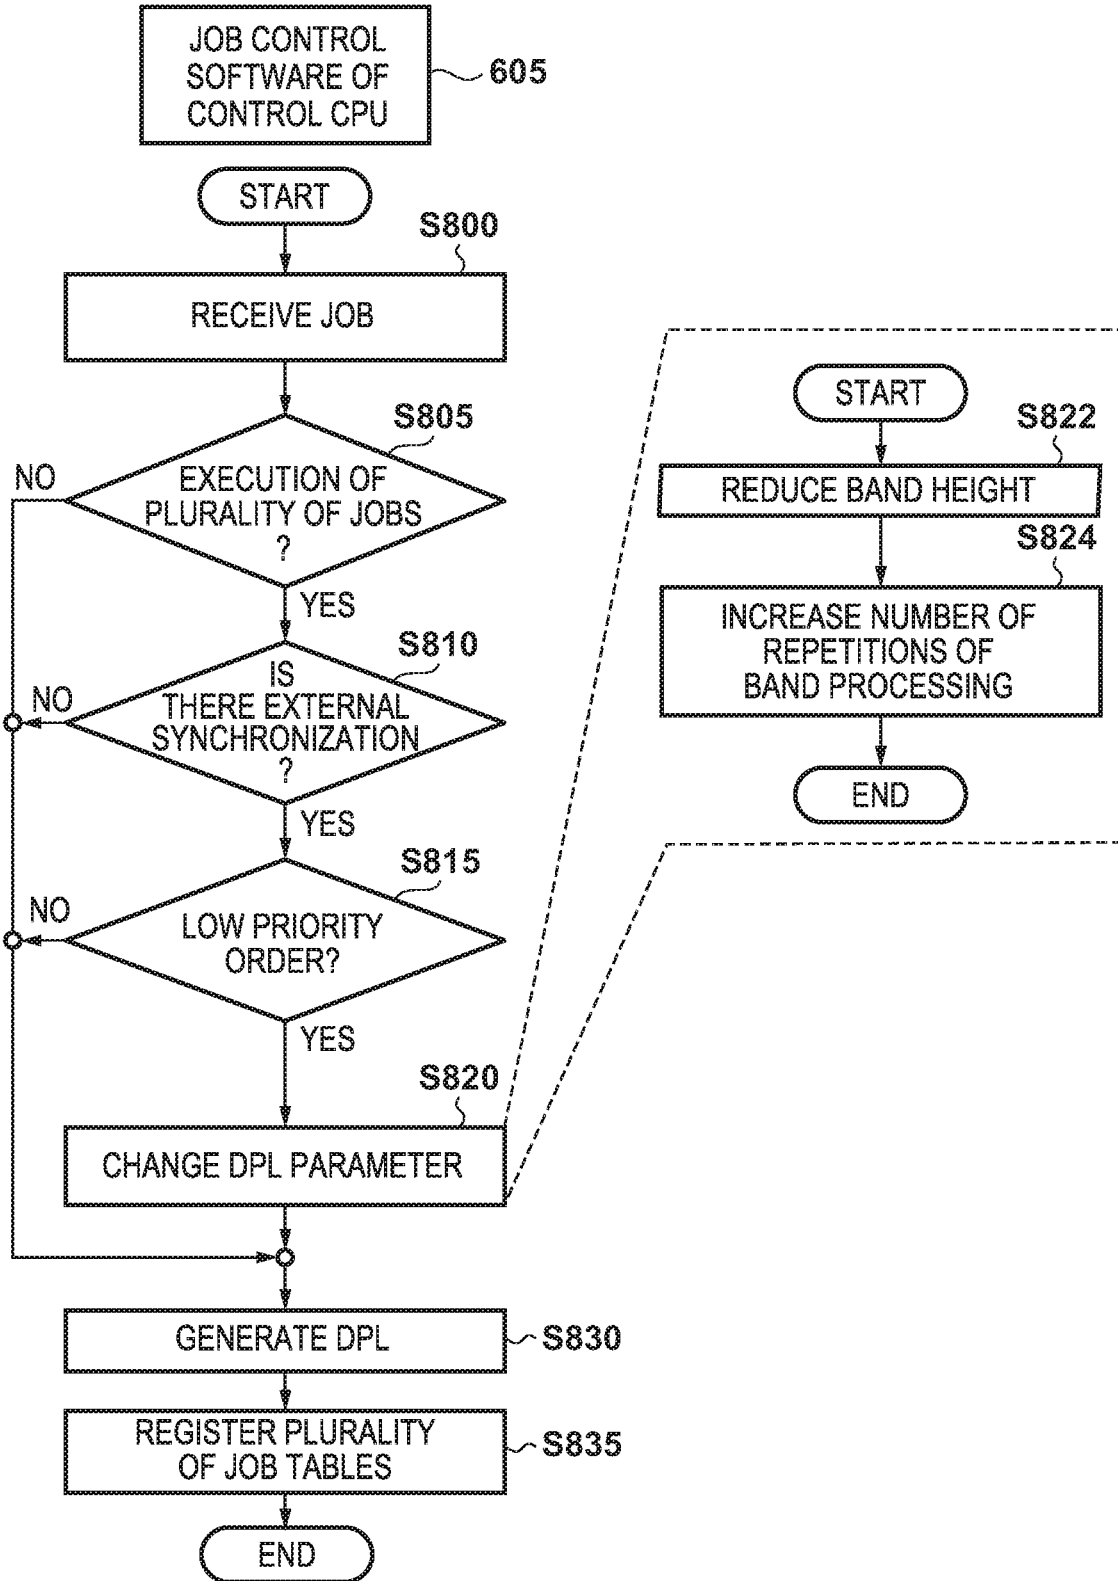 JOB CONTROL
SOFTWARE OF
CONTROL CPU
605
START
S800
RECEIVE JOB
S805
EXECUTION OF
PLURALITY OF JOBS
?
NO
YES
S810
IS
THERE EXTERNAL
SYNCHRONIZATION
?
NO
YES
S815
LOW PRIORITY
ORDER?
NO
YES
S820
CHANGE DPL PARAMETER
GENERATE DPL
S830
REGISTER PLURALITY
OF JOB TABLES
S835
END
START
S822
REDUCE BAND HEIGHT
S824
INCREASE NUMBER OF
REPETITIONS OF
BAND PROCESSING
END